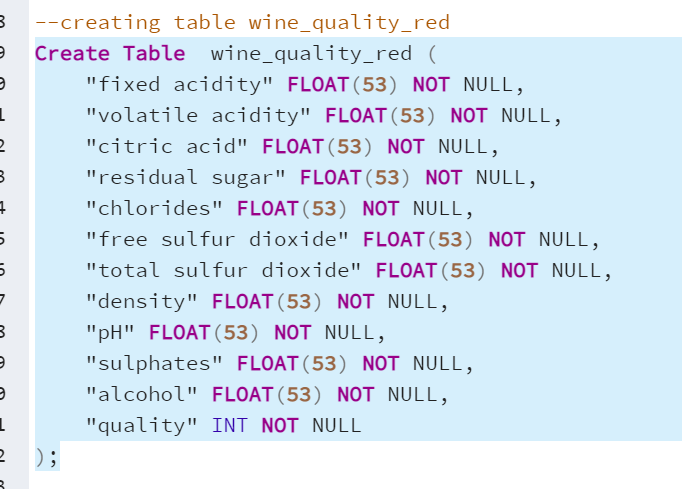 --creating table wine_quality_red
Create Table  wine_quality_red (
    "fixed acidity" FLOAT(53) NOT NULL,
    "volatile acidity" FLOAT(53) NOT NULL,
    "citric acid" FLOAT(53) NOT NULL,
    "residual sugar" FLOAT(53) NOT NULL,
    "chlorides" FLOAT(53) NOT NULL,
    "free sulfur dioxide" FLOAT(53) NOT NULL,
    "total sulfur dioxide" FLOAT(53) NOT NULL,
    "density" FLOAT(53) NOT NULL,
    "pH" FLOAT(53) NOT NULL,
    "sulphates" FLOAT(53) NOT NULL,
    "alcohol" FLOAT(53) NOT NULL,
    "quality" INT NOT NULL
);